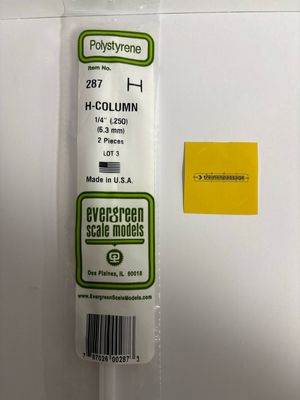 Polystyrene
Item No.
287
H-COLUMN
1/4" (.250)
(6.3 mm)
2 Pieces
LOT 3
Made in U.S.A.
evergreen
scale models
Des Plaines, IL 60018
www.EvergreenScaleModels.com
7 87026 00287 3